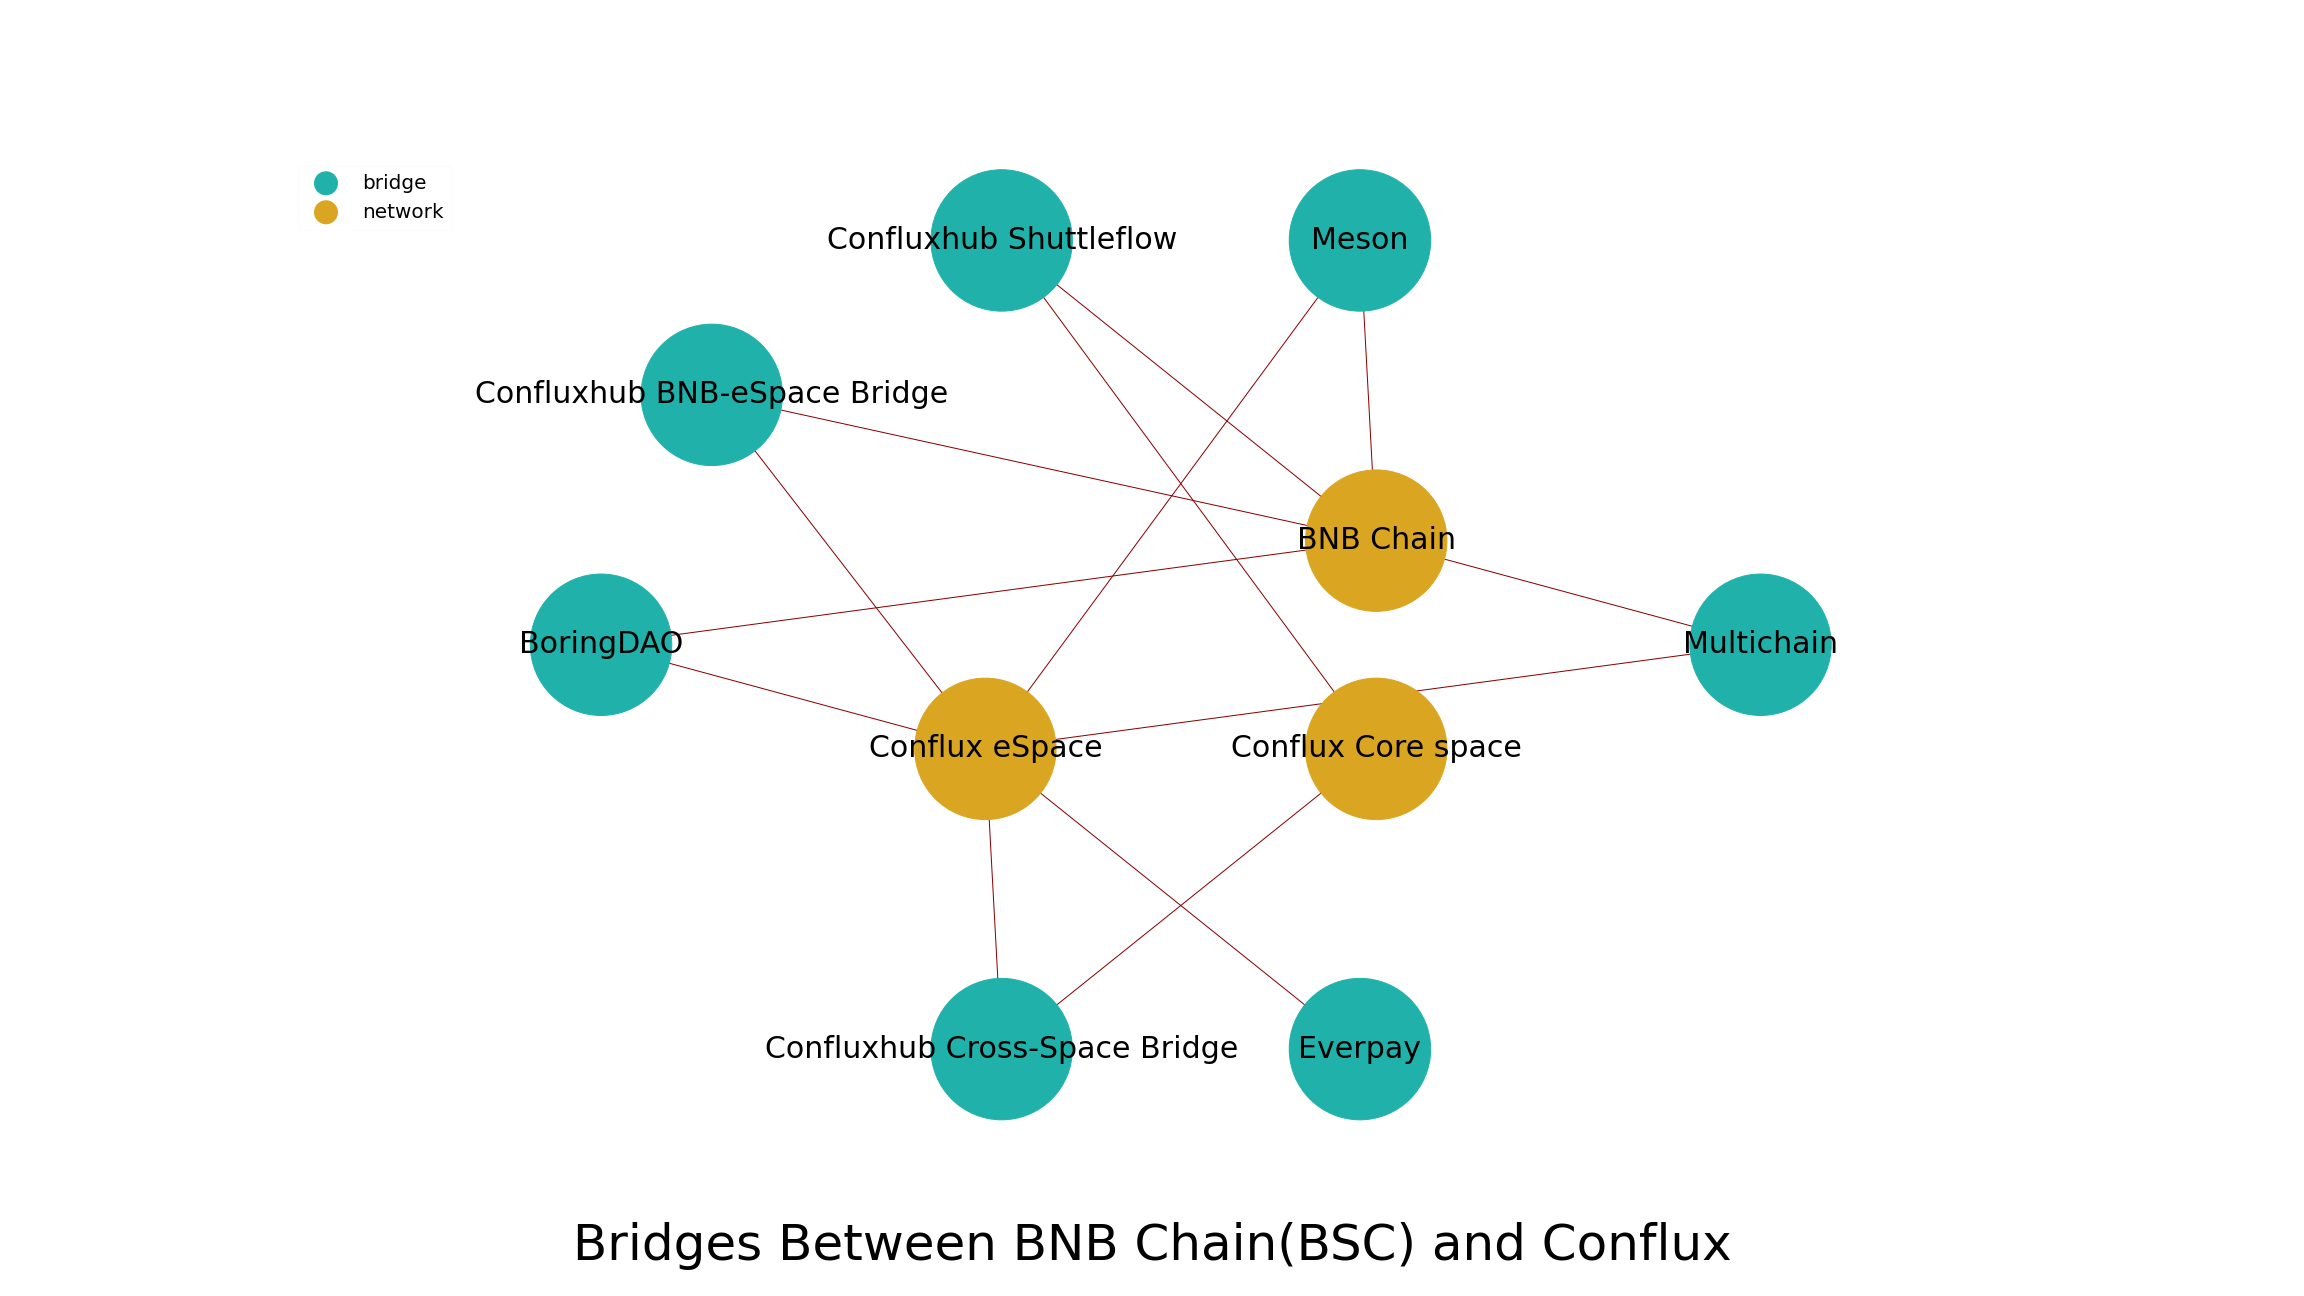 bridge
network
Confluxhub Shuttleflow
Meson
Confluxhub BNB-eSpace Bridge
BNB Chain
BoringDAO
Multichain
Conflux eSpace
Conflux Core space
Confluxhub Cross-Space Bridge
Everpay
Bridges Between BNB Chain(BSC) and Conflux